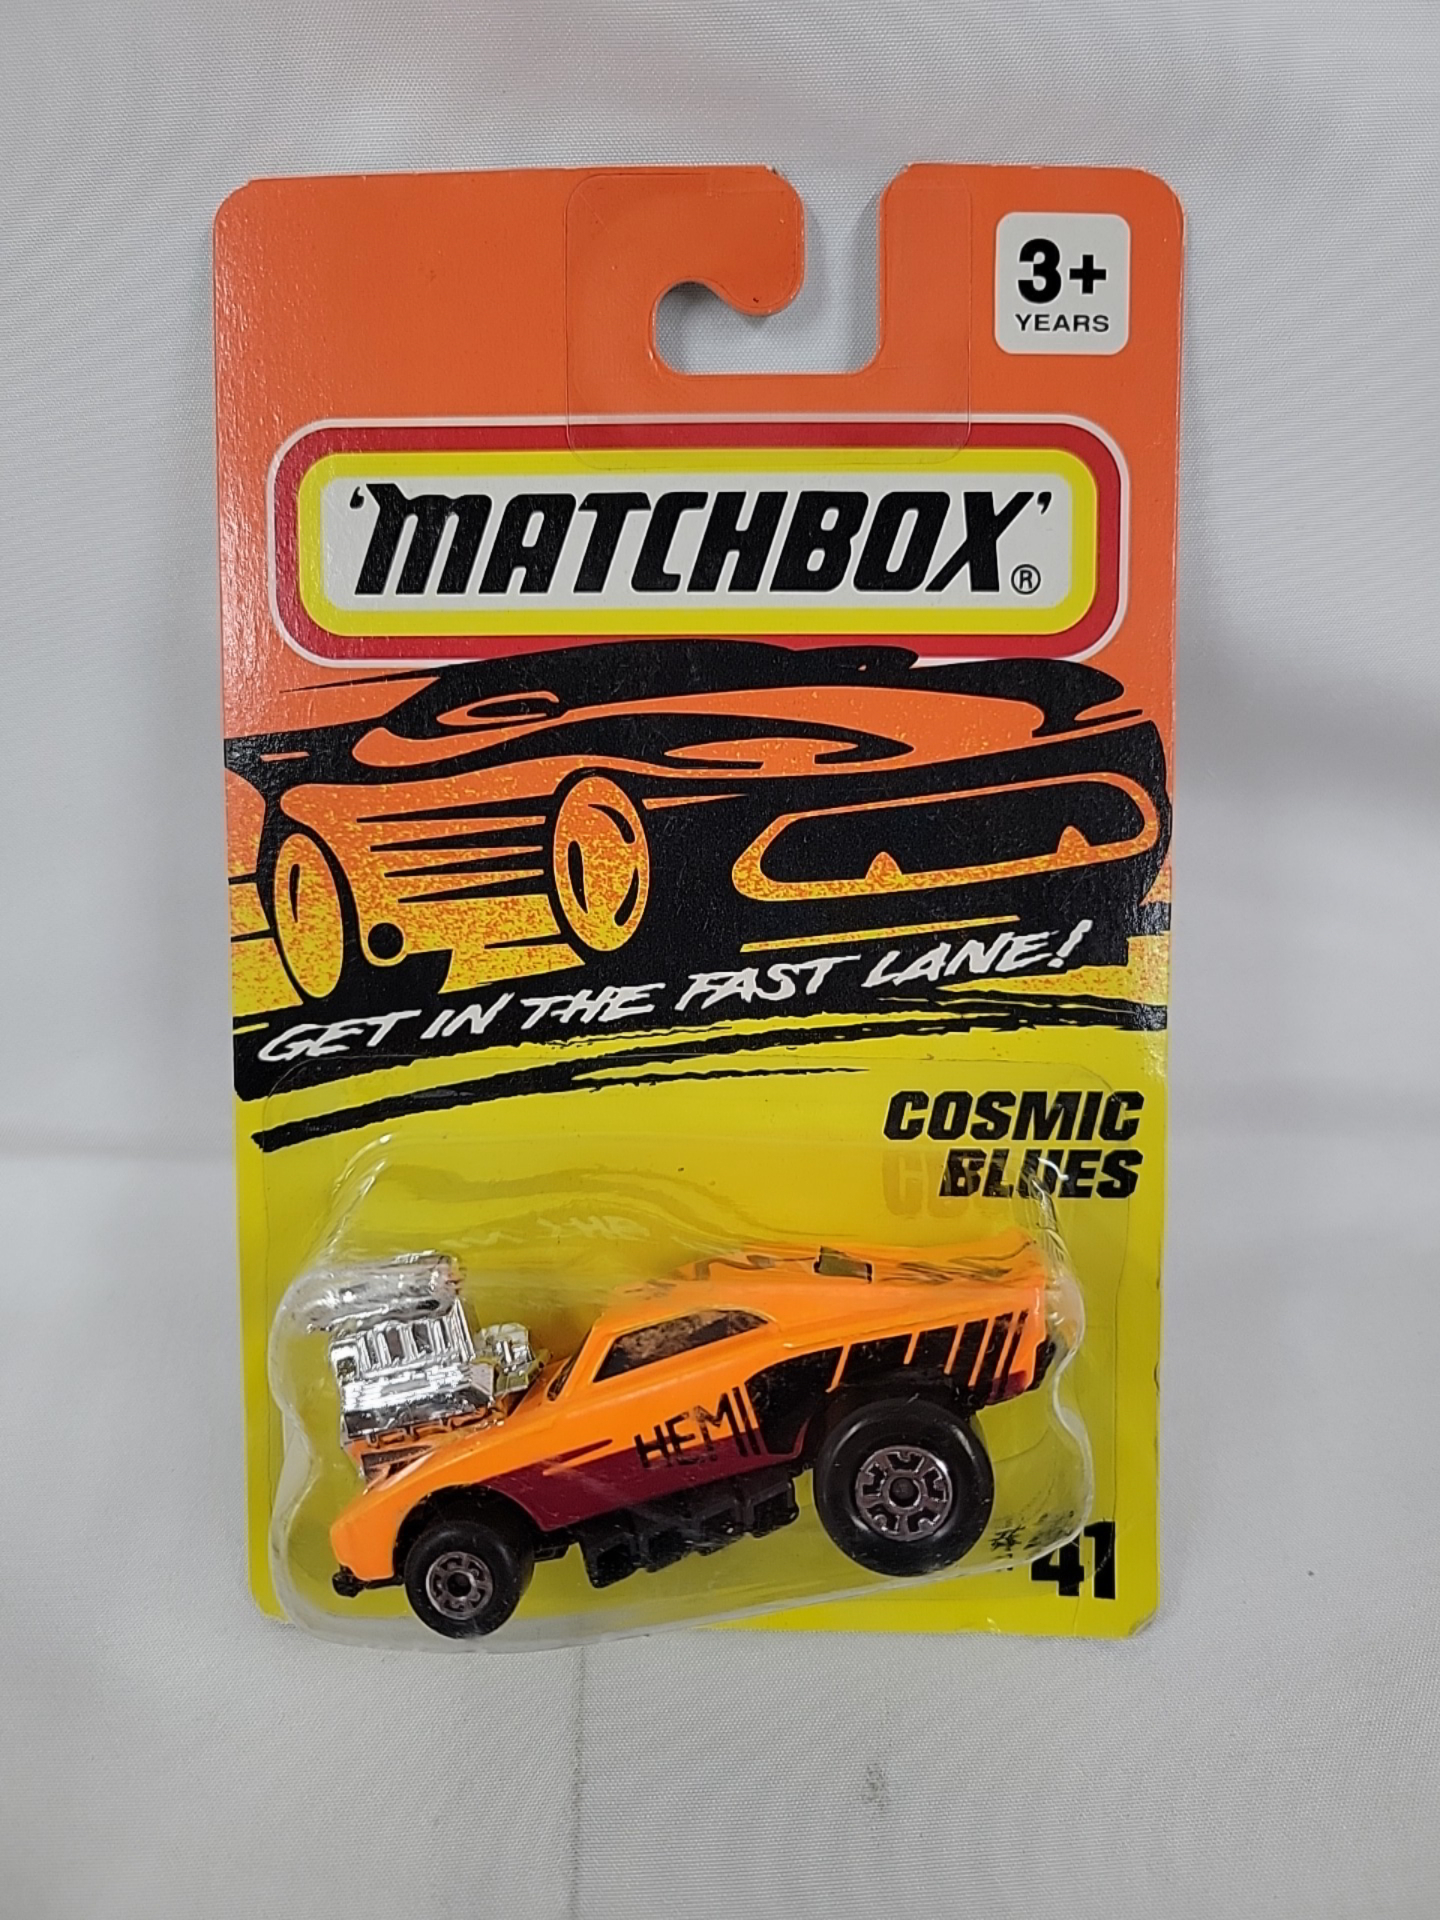 3+
YEARS
'MATCHBOX'®
GET IN THE FAST LANE!
COSMIC
BLUES
HEMI
# 41